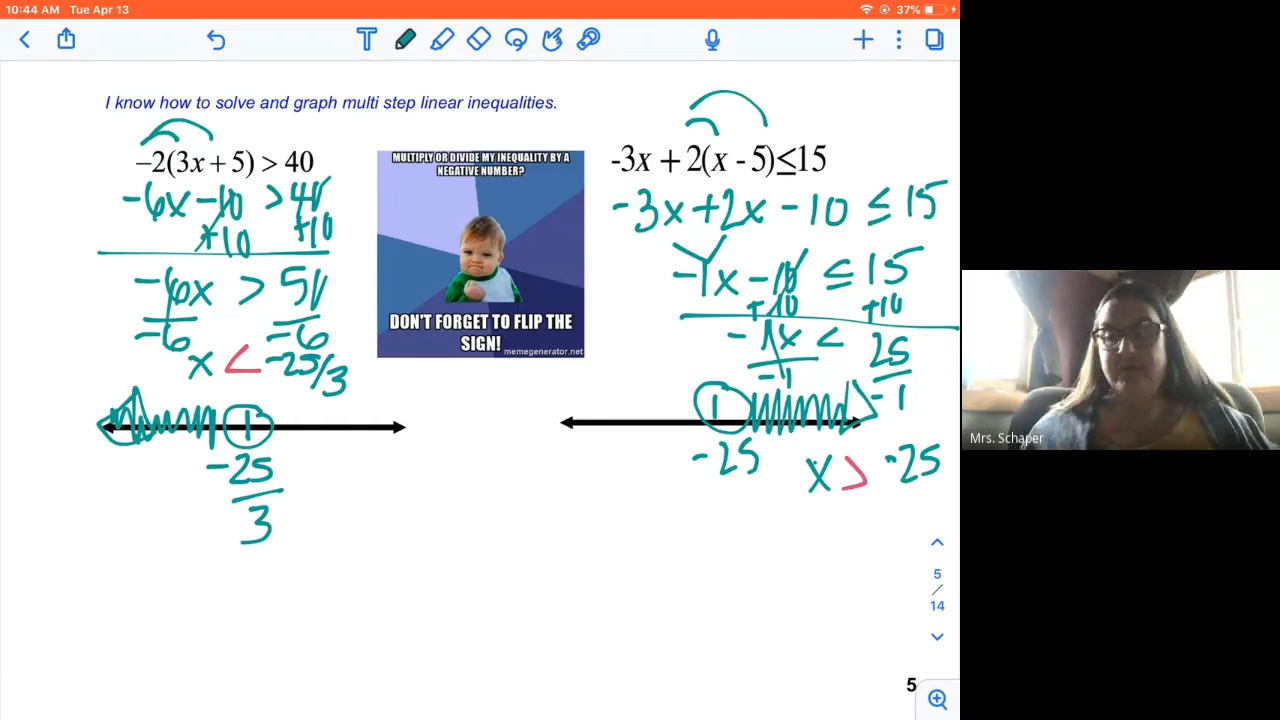 10:44 AM Tue Apr 13
37%
I know how to solve and graph multi step linear inequalities.
−2(3x + 5) > 40
-6x -10 > 40
+10 +10
-6x > 50
-6 -6
x < -25/3
-25
3
MULTIPLY OR DIVIDE MY INEQUALITY BY A
NEGATIVE NUMBER?
DON'T FORGET TO FLIP THE
SIGN!
memegenerator.net
-3x + 2(x - 5)≤15
-3x+2x -10 ≤ 15
-1x -10 ≤ 15
+10 +10
-1x < 25
-1 -1
-25
x > -25
Mrs. Schaper
5
/
14
5